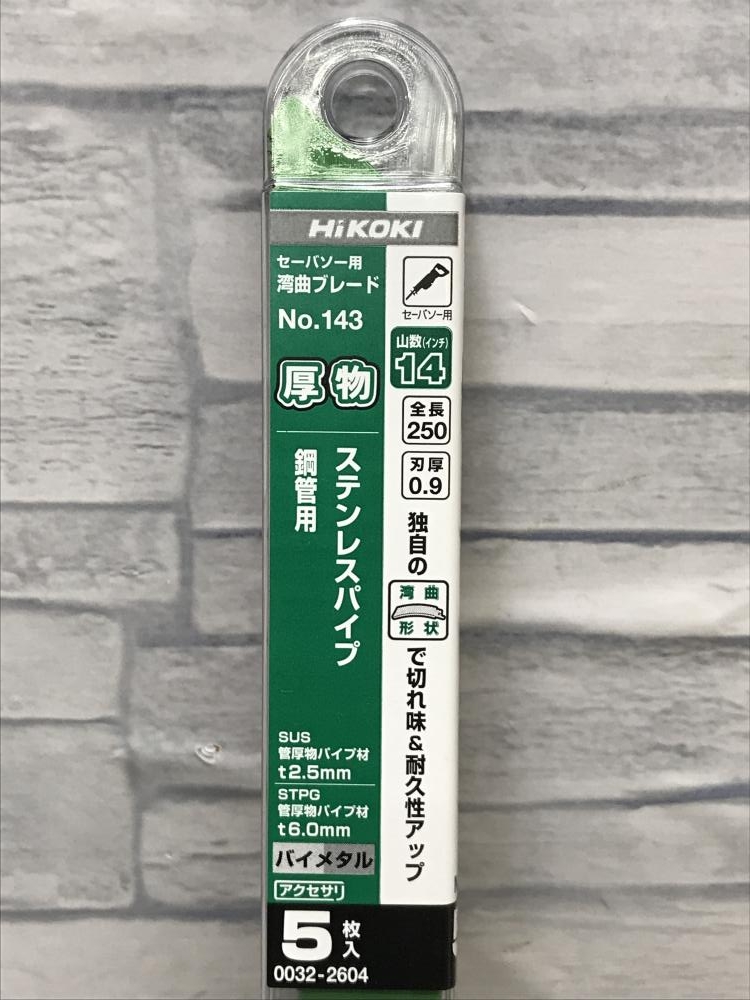 HiKOKI
セーバソー用
湾曲ブレード
No.143
厚物
ステンレスパイプ
鋼管用
SUS
管厚物パイプ材
t2.5mm
STPG
管厚物パイプ材
t6.0mm
バイメタル
アクセサリ
5枚入
0032-2604
セーバソー用
山数(インチ)
14
全長
250
刃厚
0.9
独自の
湾曲
形状
で切れ味&耐久性アップ